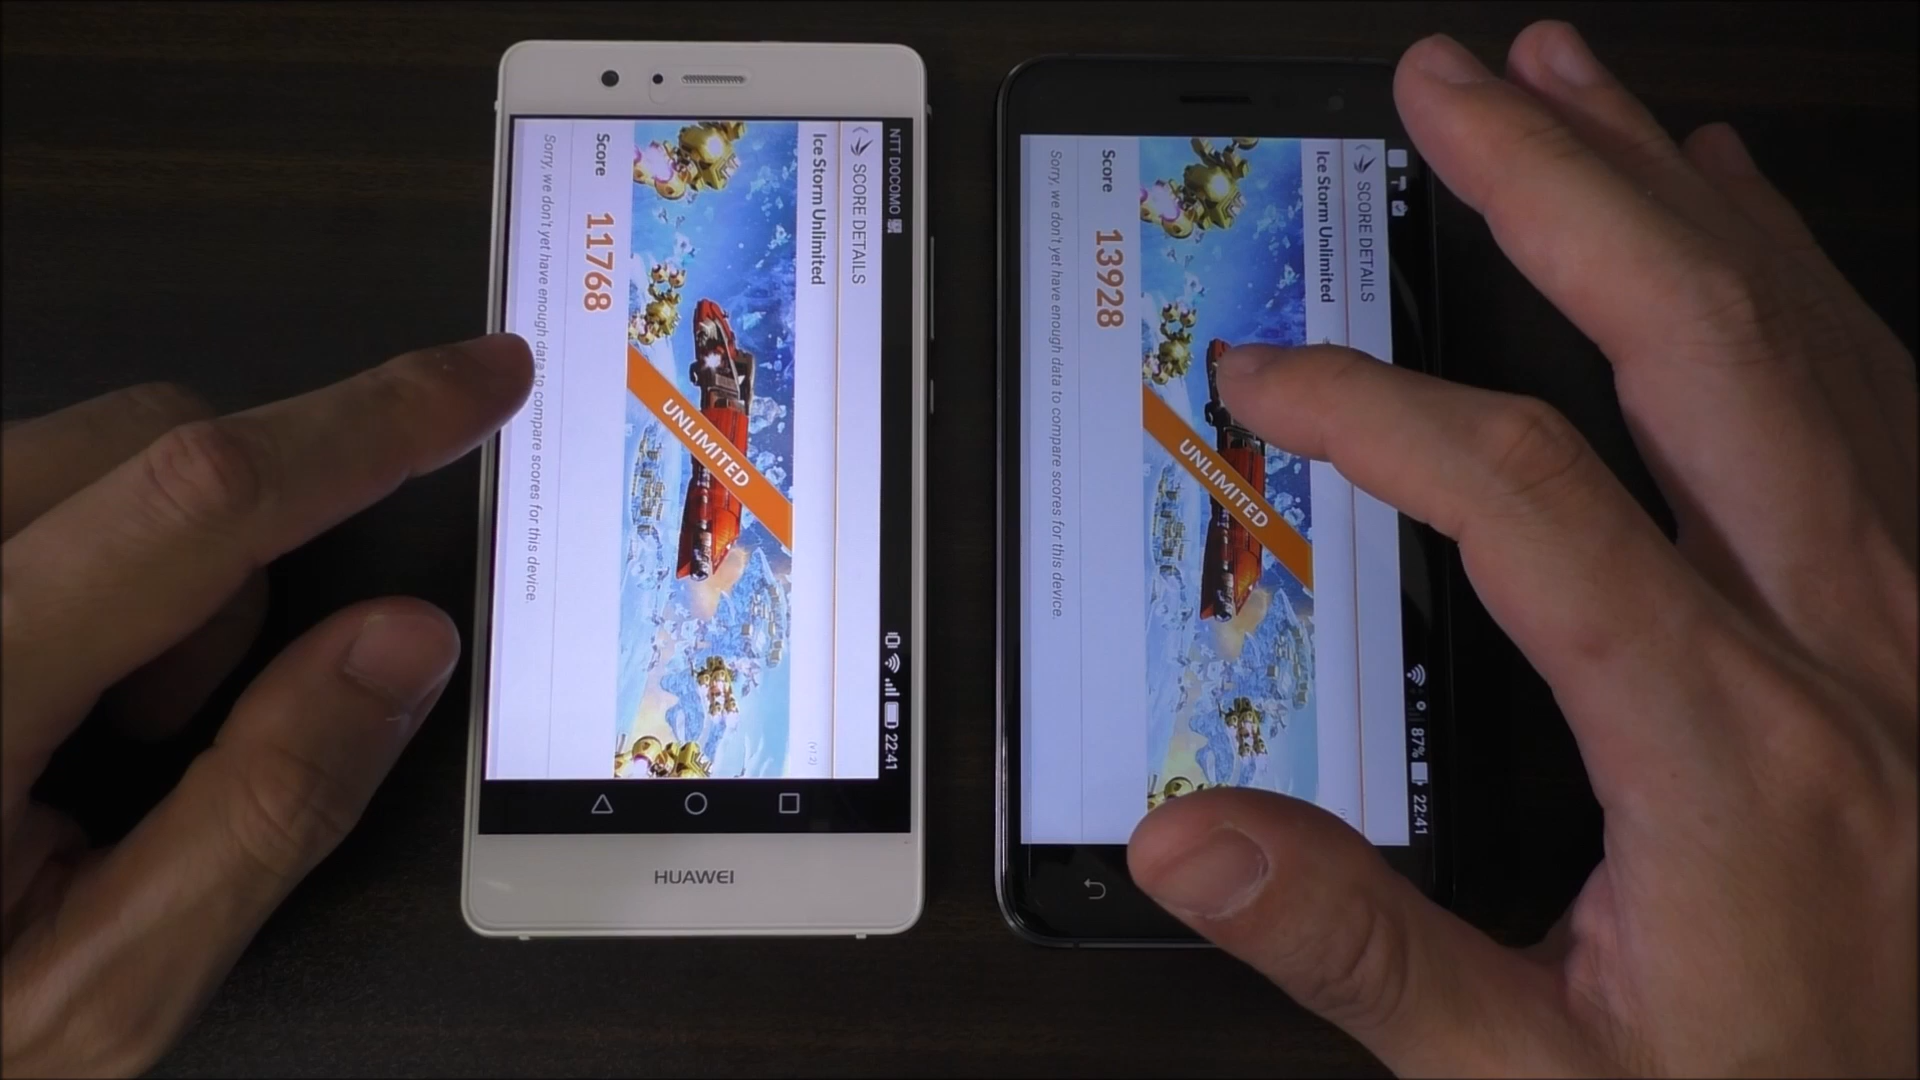 NTT DOCOMO
22:41
SCORE DETAILS
Ice Storm Unlimited
(v1.2)
UNLIMITED
Score
11768
Sorry, we don't yet have enough data to compare scores for this device.
HUAWEI
87%
22:41
SCORE DETAILS
Ice Storm Unlimited
UNLIMITED
Score
13928
Sorry, we don't yet have enough data to compare scores for this device.